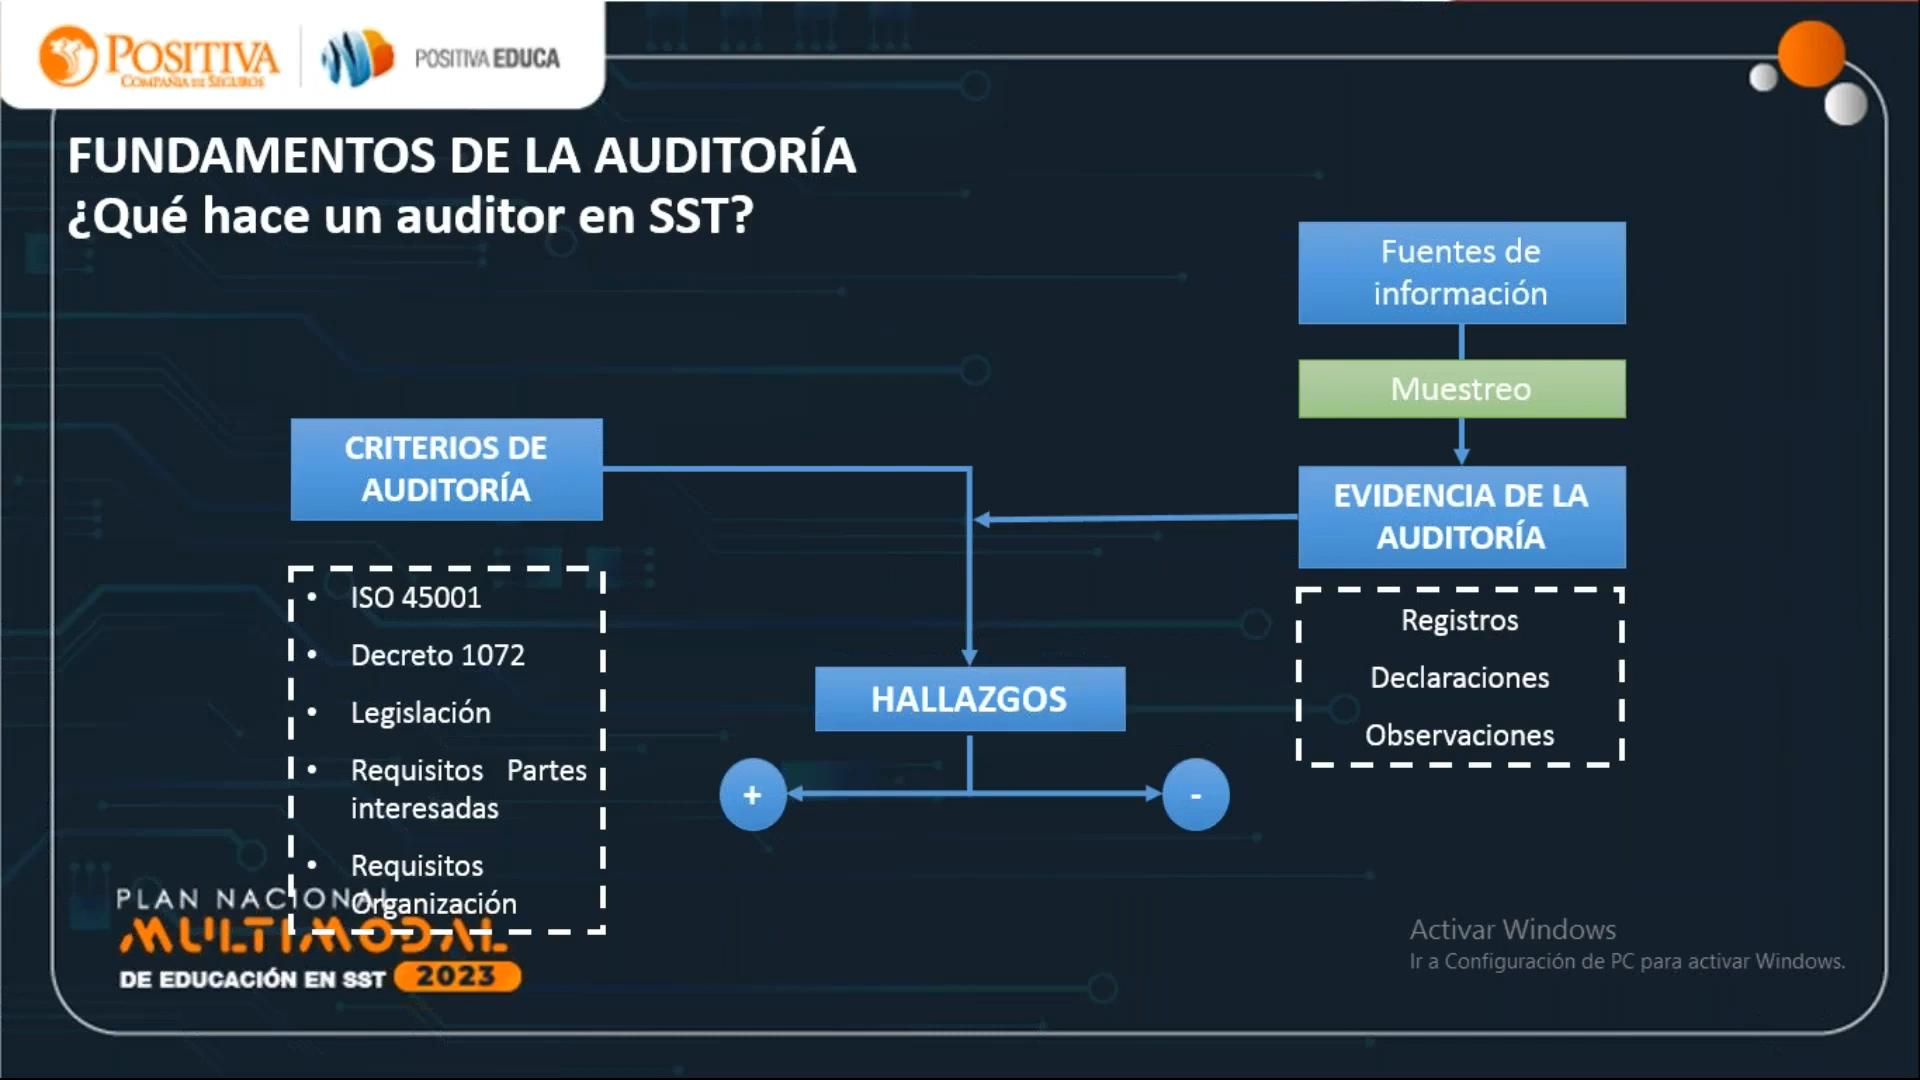 POSITIVA
COMPAÑIA DE SEGUROS
POSITIVA EDUCA
FUNDAMENTOS DE LA AUDITORÍA
¿Qué hace un auditor en SST?
Fuentes de
información
Muestreo
CRITERIOS DE
AUDITORÍA
EVIDENCIA DE LA
AUDITORÍA
• ISO 45001
• Decreto 1072
• Legislación
• Requisitos Partes
interesadas
• Requisitos
Organización
Registros
Declaraciones
Observaciones
HALLAZGOS
+
-
PLAN NACIONAL
MULTIMODAL
DE EDUCACIÓN EN SST 2023
Activar Windows
Ir a Configuración de PC para activar Windows.